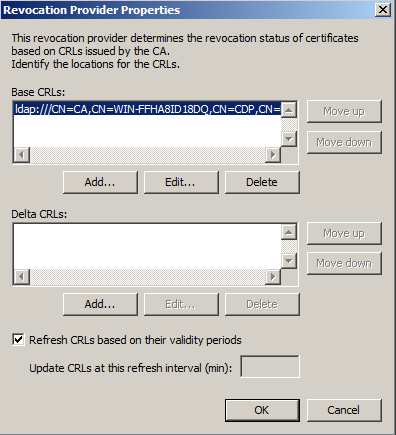 Revocation Provider Properties
This revocation provider determines the revocation status of certificates
based on CRLs issued by the CA.
Identify the locations for the CRLs.
Base CRLs:
ldap:///CN=CA,CN=WIN-FFHA8ID18DQ,CN=CDP,CN=
Move up
Move down
Add...
Edit...
Delete
Delta CRLs:
Move up
Move down
Add...
Edit...
Delete
Refresh CRLs based on their validity periods
Update CRLs at this refresh interval (min):
OK
Cancel